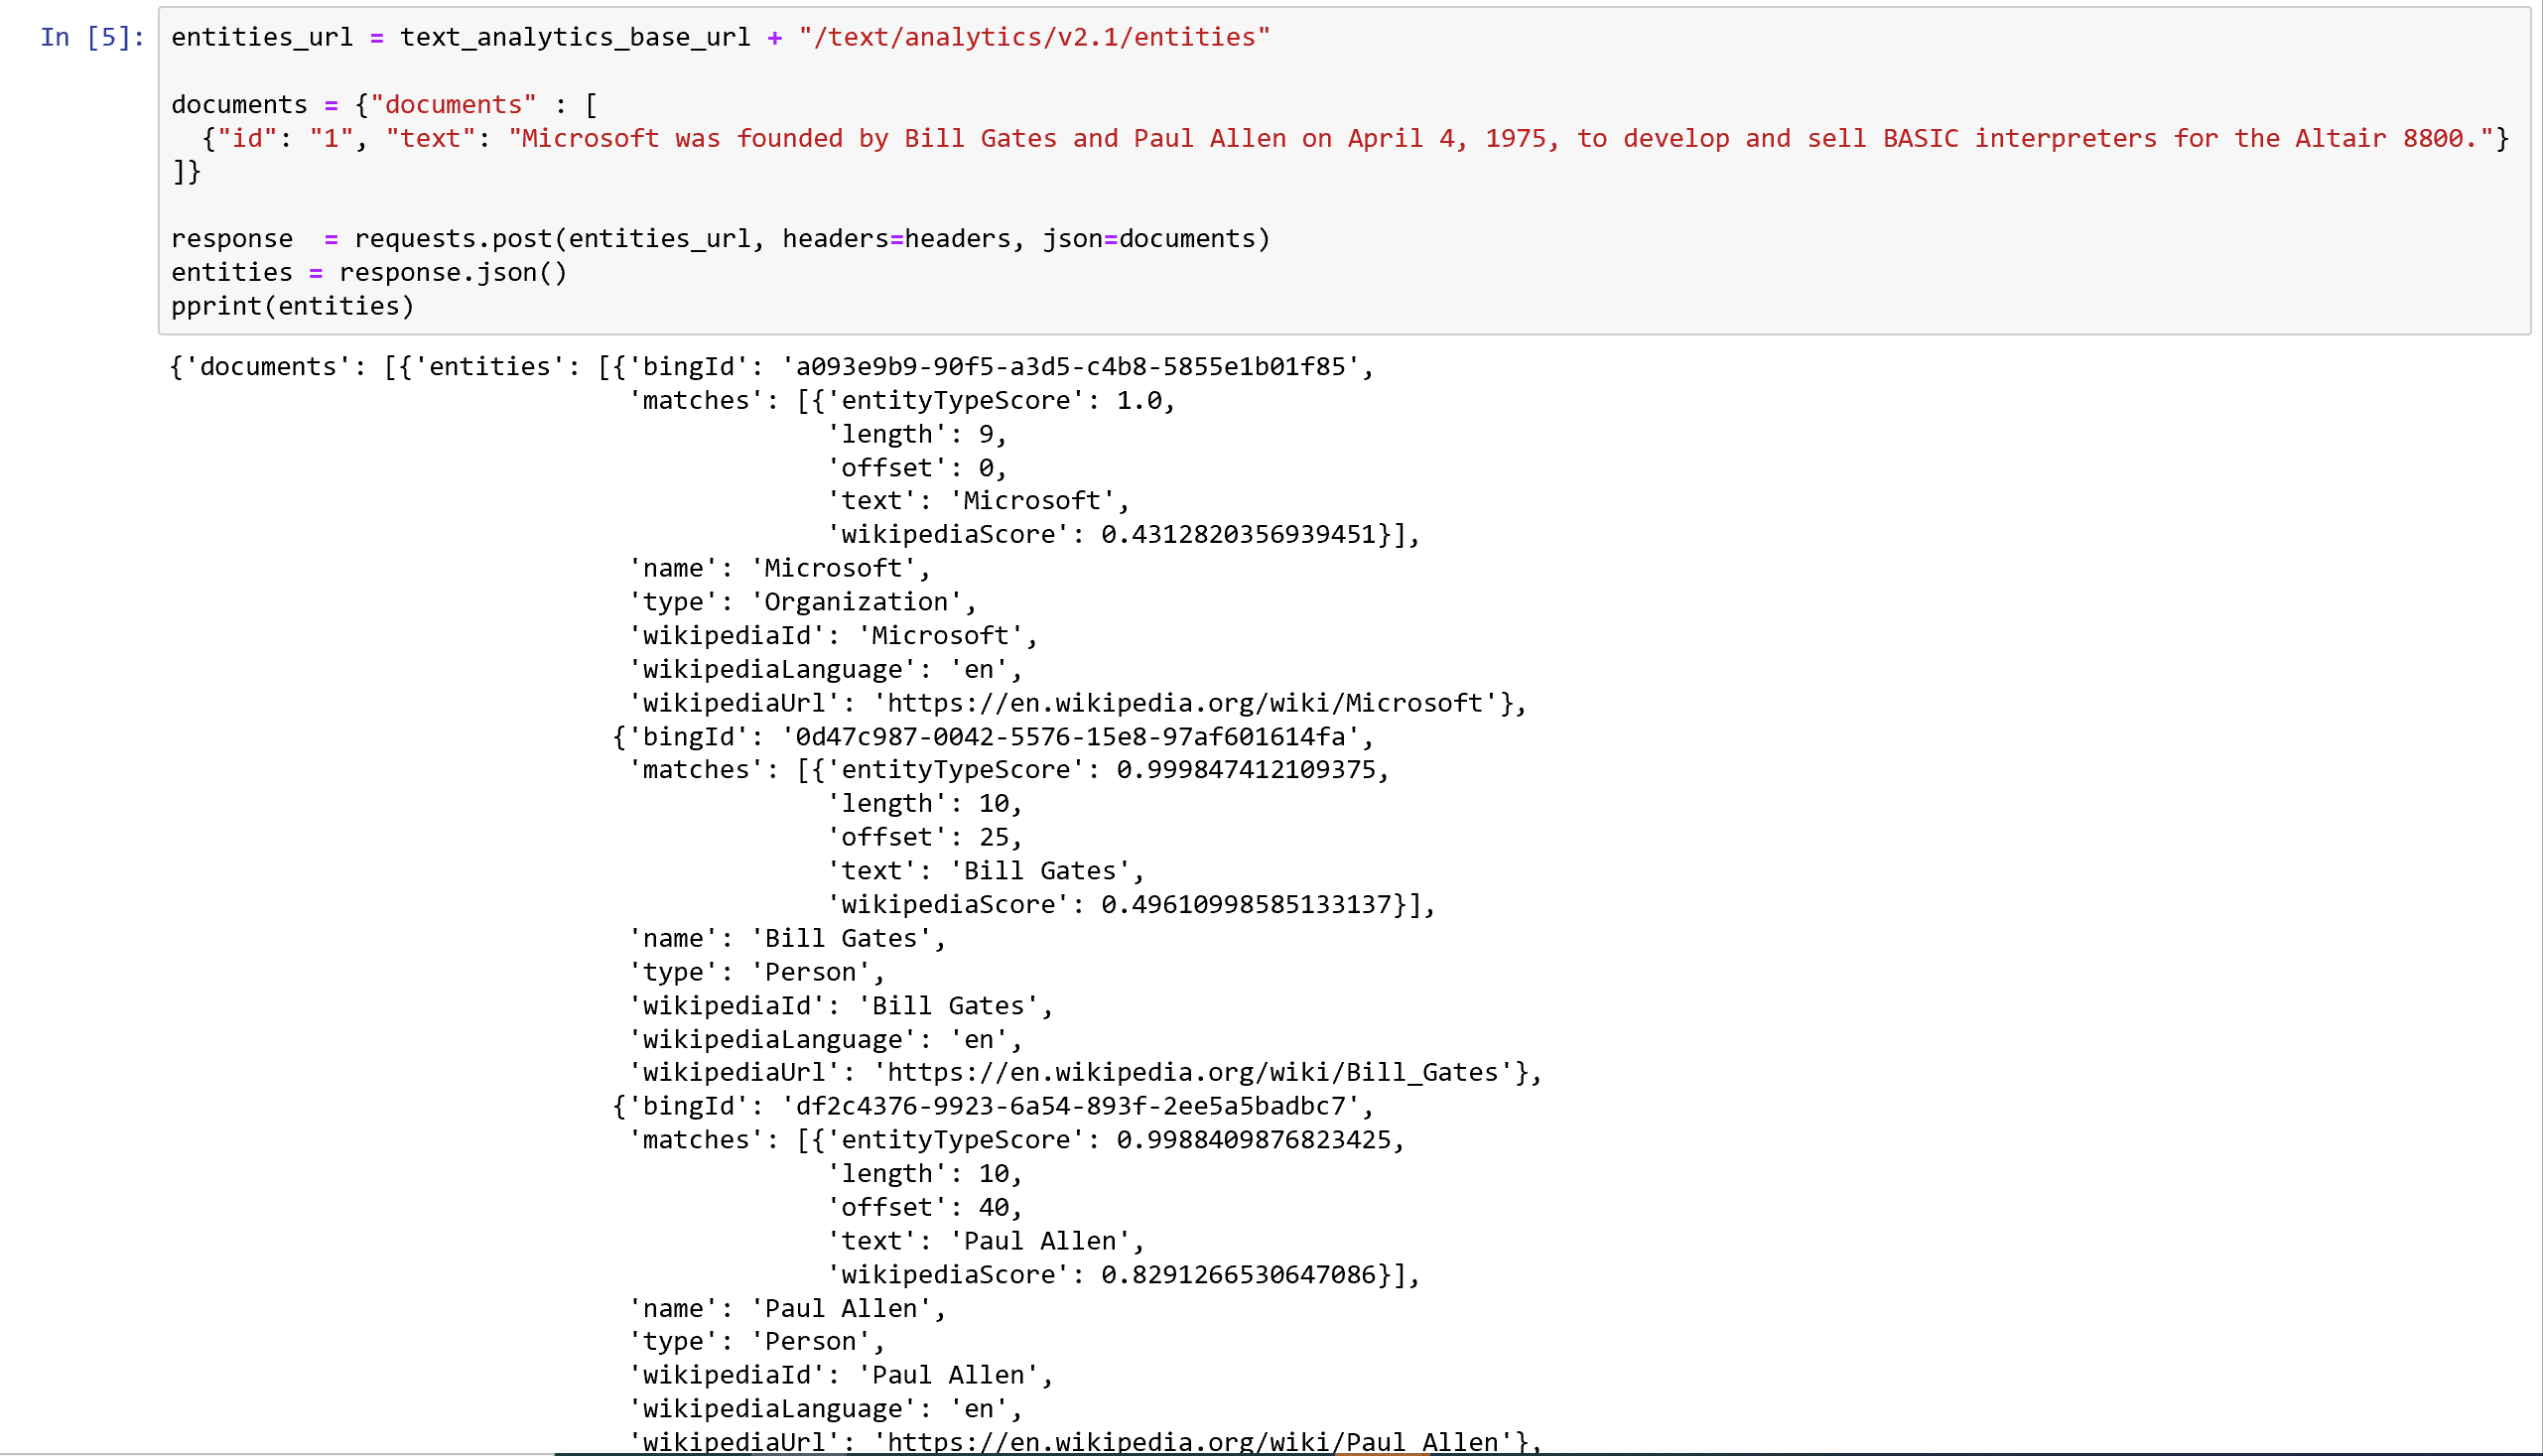 In [5]: entities_url = text_analytics_base_url + "/text/analytics/v2.1/entities"
documents = {"documents" : [
{"id": "1", "text": "Microsoft was founded by Bill Gates and Paul Allen on April 4, 1975, to develop and sell BASIC interpreters for the Altair 8800."}
]}
response  = requests.post(entities_url, headers=headers, json=documents)
entities = response.json()
pprint(entities)
{'documents': [{'entities': [{'bingId': 'a093e9b9-90f5-a3d5-c4b8-5855e1b01f85',
'matches': [{'entityTypeScore': 1.0,
'length': 9,
'offset': 0,
'text': 'Microsoft',
'wikipediaScore': 0.4312820356939451}],
'name': 'Microsoft',
'type': 'Organization',
'wikipediaId': 'Microsoft',
'wikipediaLanguage': 'en',
'wikipediaUrl': 'https://en.wikipedia.org/wiki/Microsoft'},
{'bingId': '0d47c987-0042-5576-15e8-97af601614fa',
'matches': [{'entityTypeScore': 0.999847412109375,
'length': 10,
'offset': 25,
'text': 'Bill Gates',
'wikipediaScore': 0.49610998585133137}],
'name': 'Bill Gates',
'type': 'Person',
'wikipediaId': 'Bill Gates',
'wikipediaLanguage': 'en',
'wikipediaUrl': 'https://en.wikipedia.org/wiki/Bill_Gates'},
{'bingId': 'df2c4376-9923-6a54-893f-2ee5a5badbc7',
'matches': [{'entityTypeScore': 0.9988409876823425,
'length': 10,
'offset': 40,
'text': 'Paul Allen',
'wikipediaScore': 0.8291266530647086}],
'name': 'Paul Allen',
'type': 'Person',
'wikipediaId': 'Paul Allen',
'wikipediaLanguage': 'en',
'wikipediaUrl': 'https://en.wikipedia.org/wiki/Paul_Allen'},